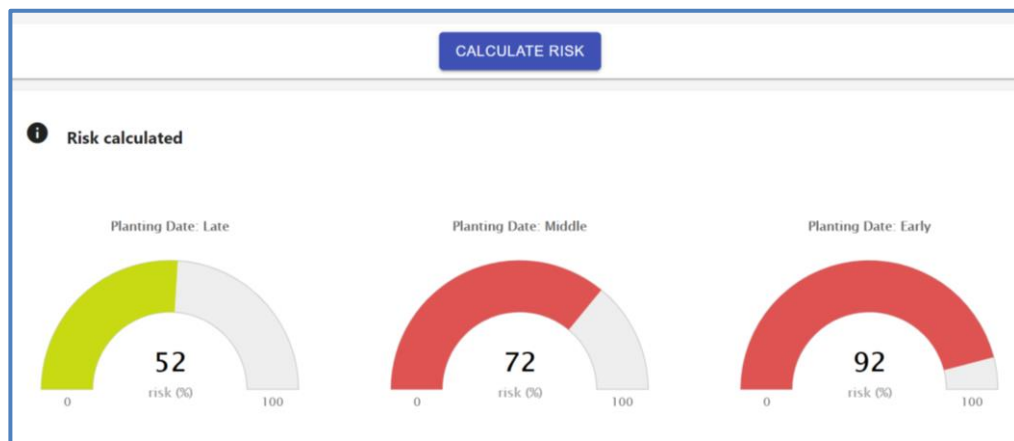 CALCULATE RISK
Risk calculated
Planting Date: Late
52
risk (%)
0
100
Planting Date: Middle
72
risk (%)
0
100
Planting Date: Early
92
risk (%)
0
100